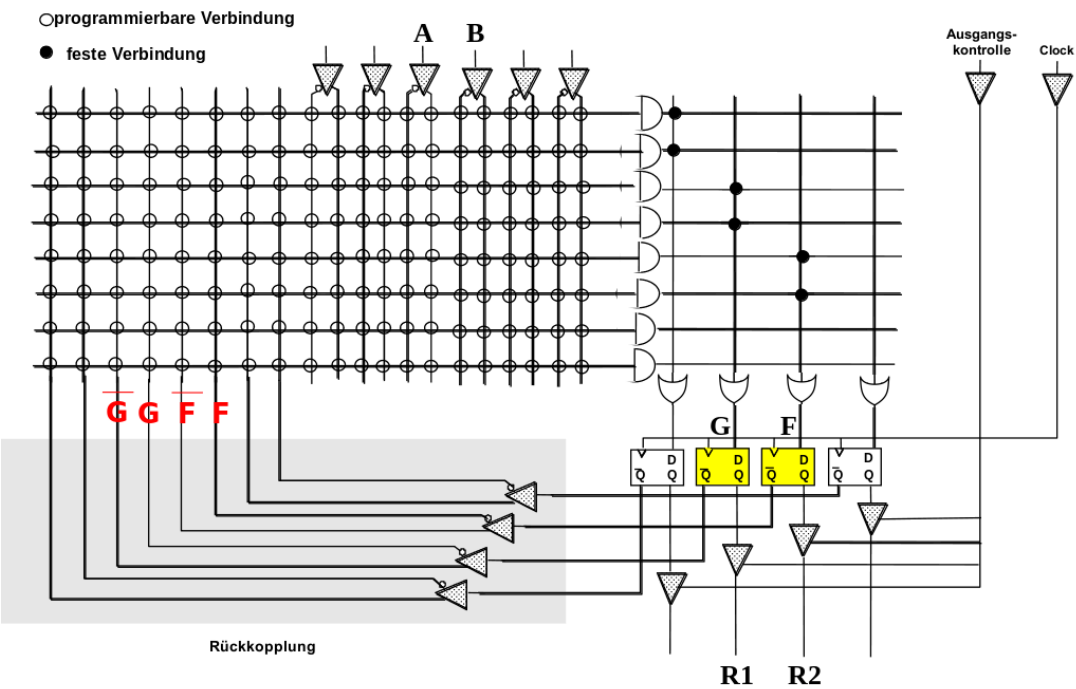 programmierbare Verbindung
feste Verbindung
A B
Ausgangs-
kontrolle
Clock
G G F F
G F
D D D D
Q Q Q Q Q Q Q Q
Rückkopplung
R1 R2